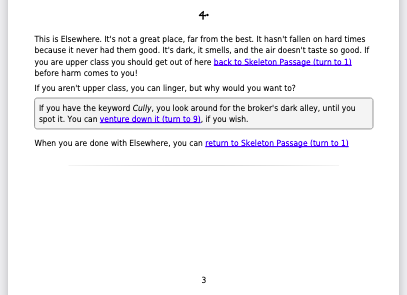 4
This is Elsewhere. It's not a great place, far from the best. It hasn't fallen on hard times
because it never had them good. It's dark, it smells, and the air doesn't taste so good. If
you are upper class you should get out of here back to Skeleton Passage (turn to 1)
before harm comes to you!
If you aren't upper class, you can linger, but why would you want to?
If you have the keyword Cully, you look around for the broker's dark alley, until you
spot it. You can venture down it (turn to 9), if you wish.
When you are done with Elsewhere, you can return to Skeleton Passage (turn to 1)
3